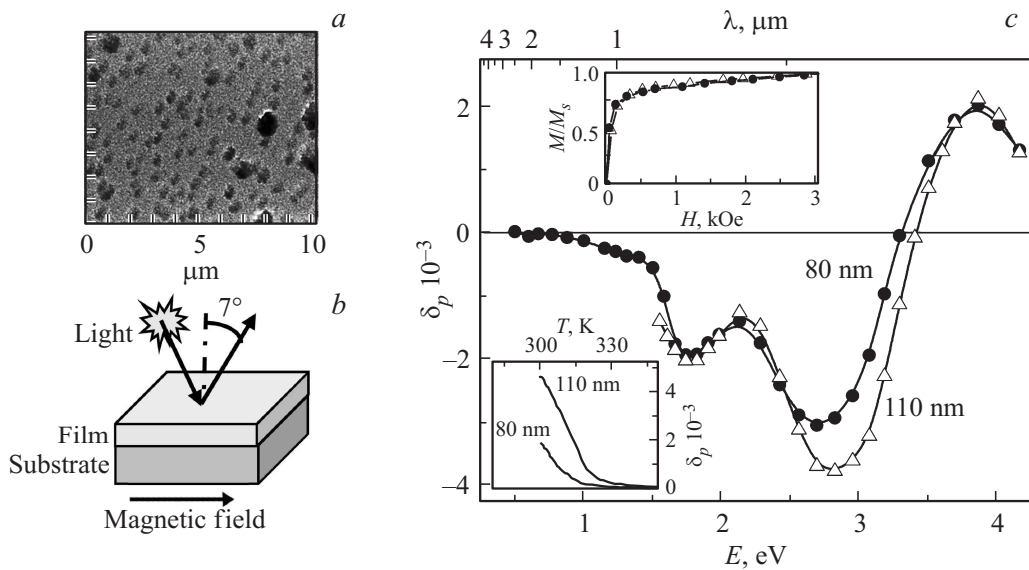 a
0 5 10
μm
b
7°
Light
Film
Substrate
Magnetic field
λ, μm
c
4 3 2 1
2
0
−2
−4
δp 10⁻³
1.0
0.5
0
M/Ms
0 1 2 3
H, kOe
80 nm
110 nm
T, K
300 330
110 nm
80 nm
4
2
0
δp 10⁻³
1 2 3 4
E, eV